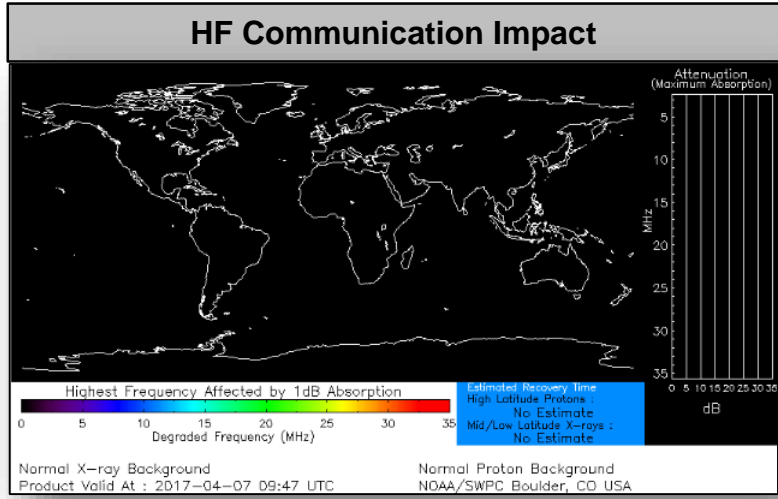 HF Communication Impact
Attenuation
(Maximum Absorption)
5
10
15
20
25
30
35
MHz
0 5 10 15 20 25 30 35
dB
Highest Frequency Affected by 1dB Absorption
0 5 10 15 20 25 30 35
Degraded Frequency (MHz)
Estimated Recovery Time
High Latitude Protons :
No Estimate
Mid/Low Latitude X-rays :
No Estimate
Normal X-ray Background
Normal Proton Background
Product Valid At : 2017-04-07 09:47 UTC
NOAA/SWPC Boulder, CO USA